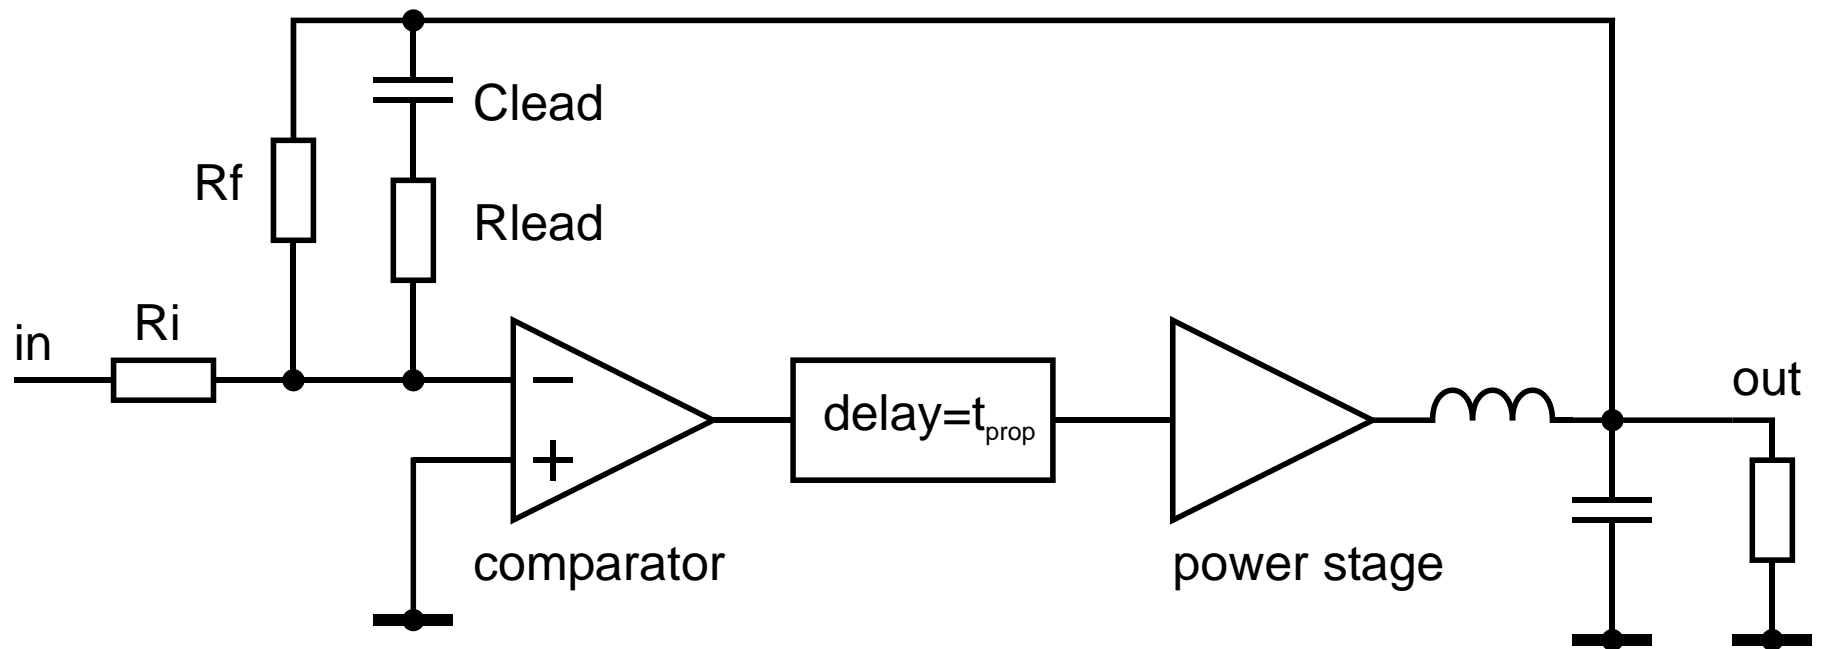 Clead
Rf
Rlead
Ri
in
out
delay=tprop
−
+
comparator
power stage